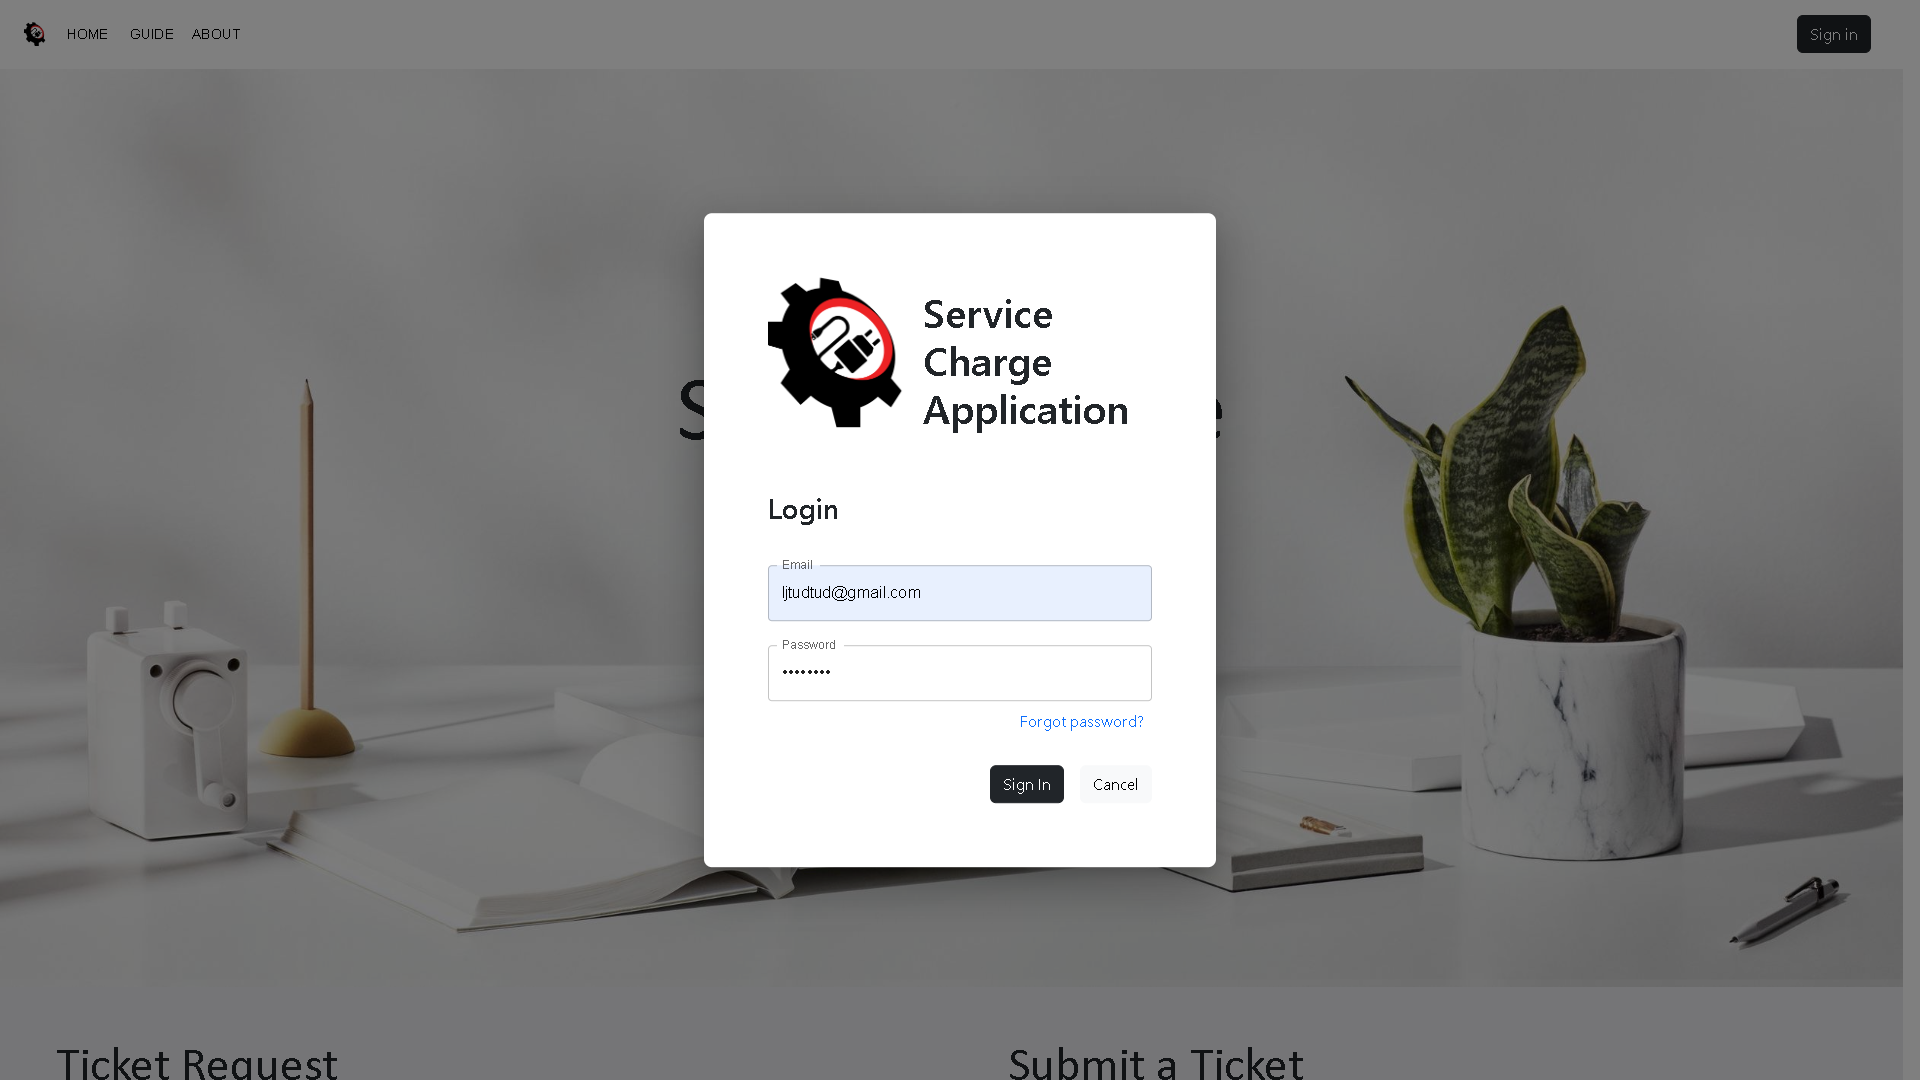 HOME GUIDE ABOUT Sign in
Service
Charge
Application
Login
Email
ljtudtud@gmail.com
Password
••••••••
Forgot password?
Sign In Cancel
Ticket Request Submit a Ticket